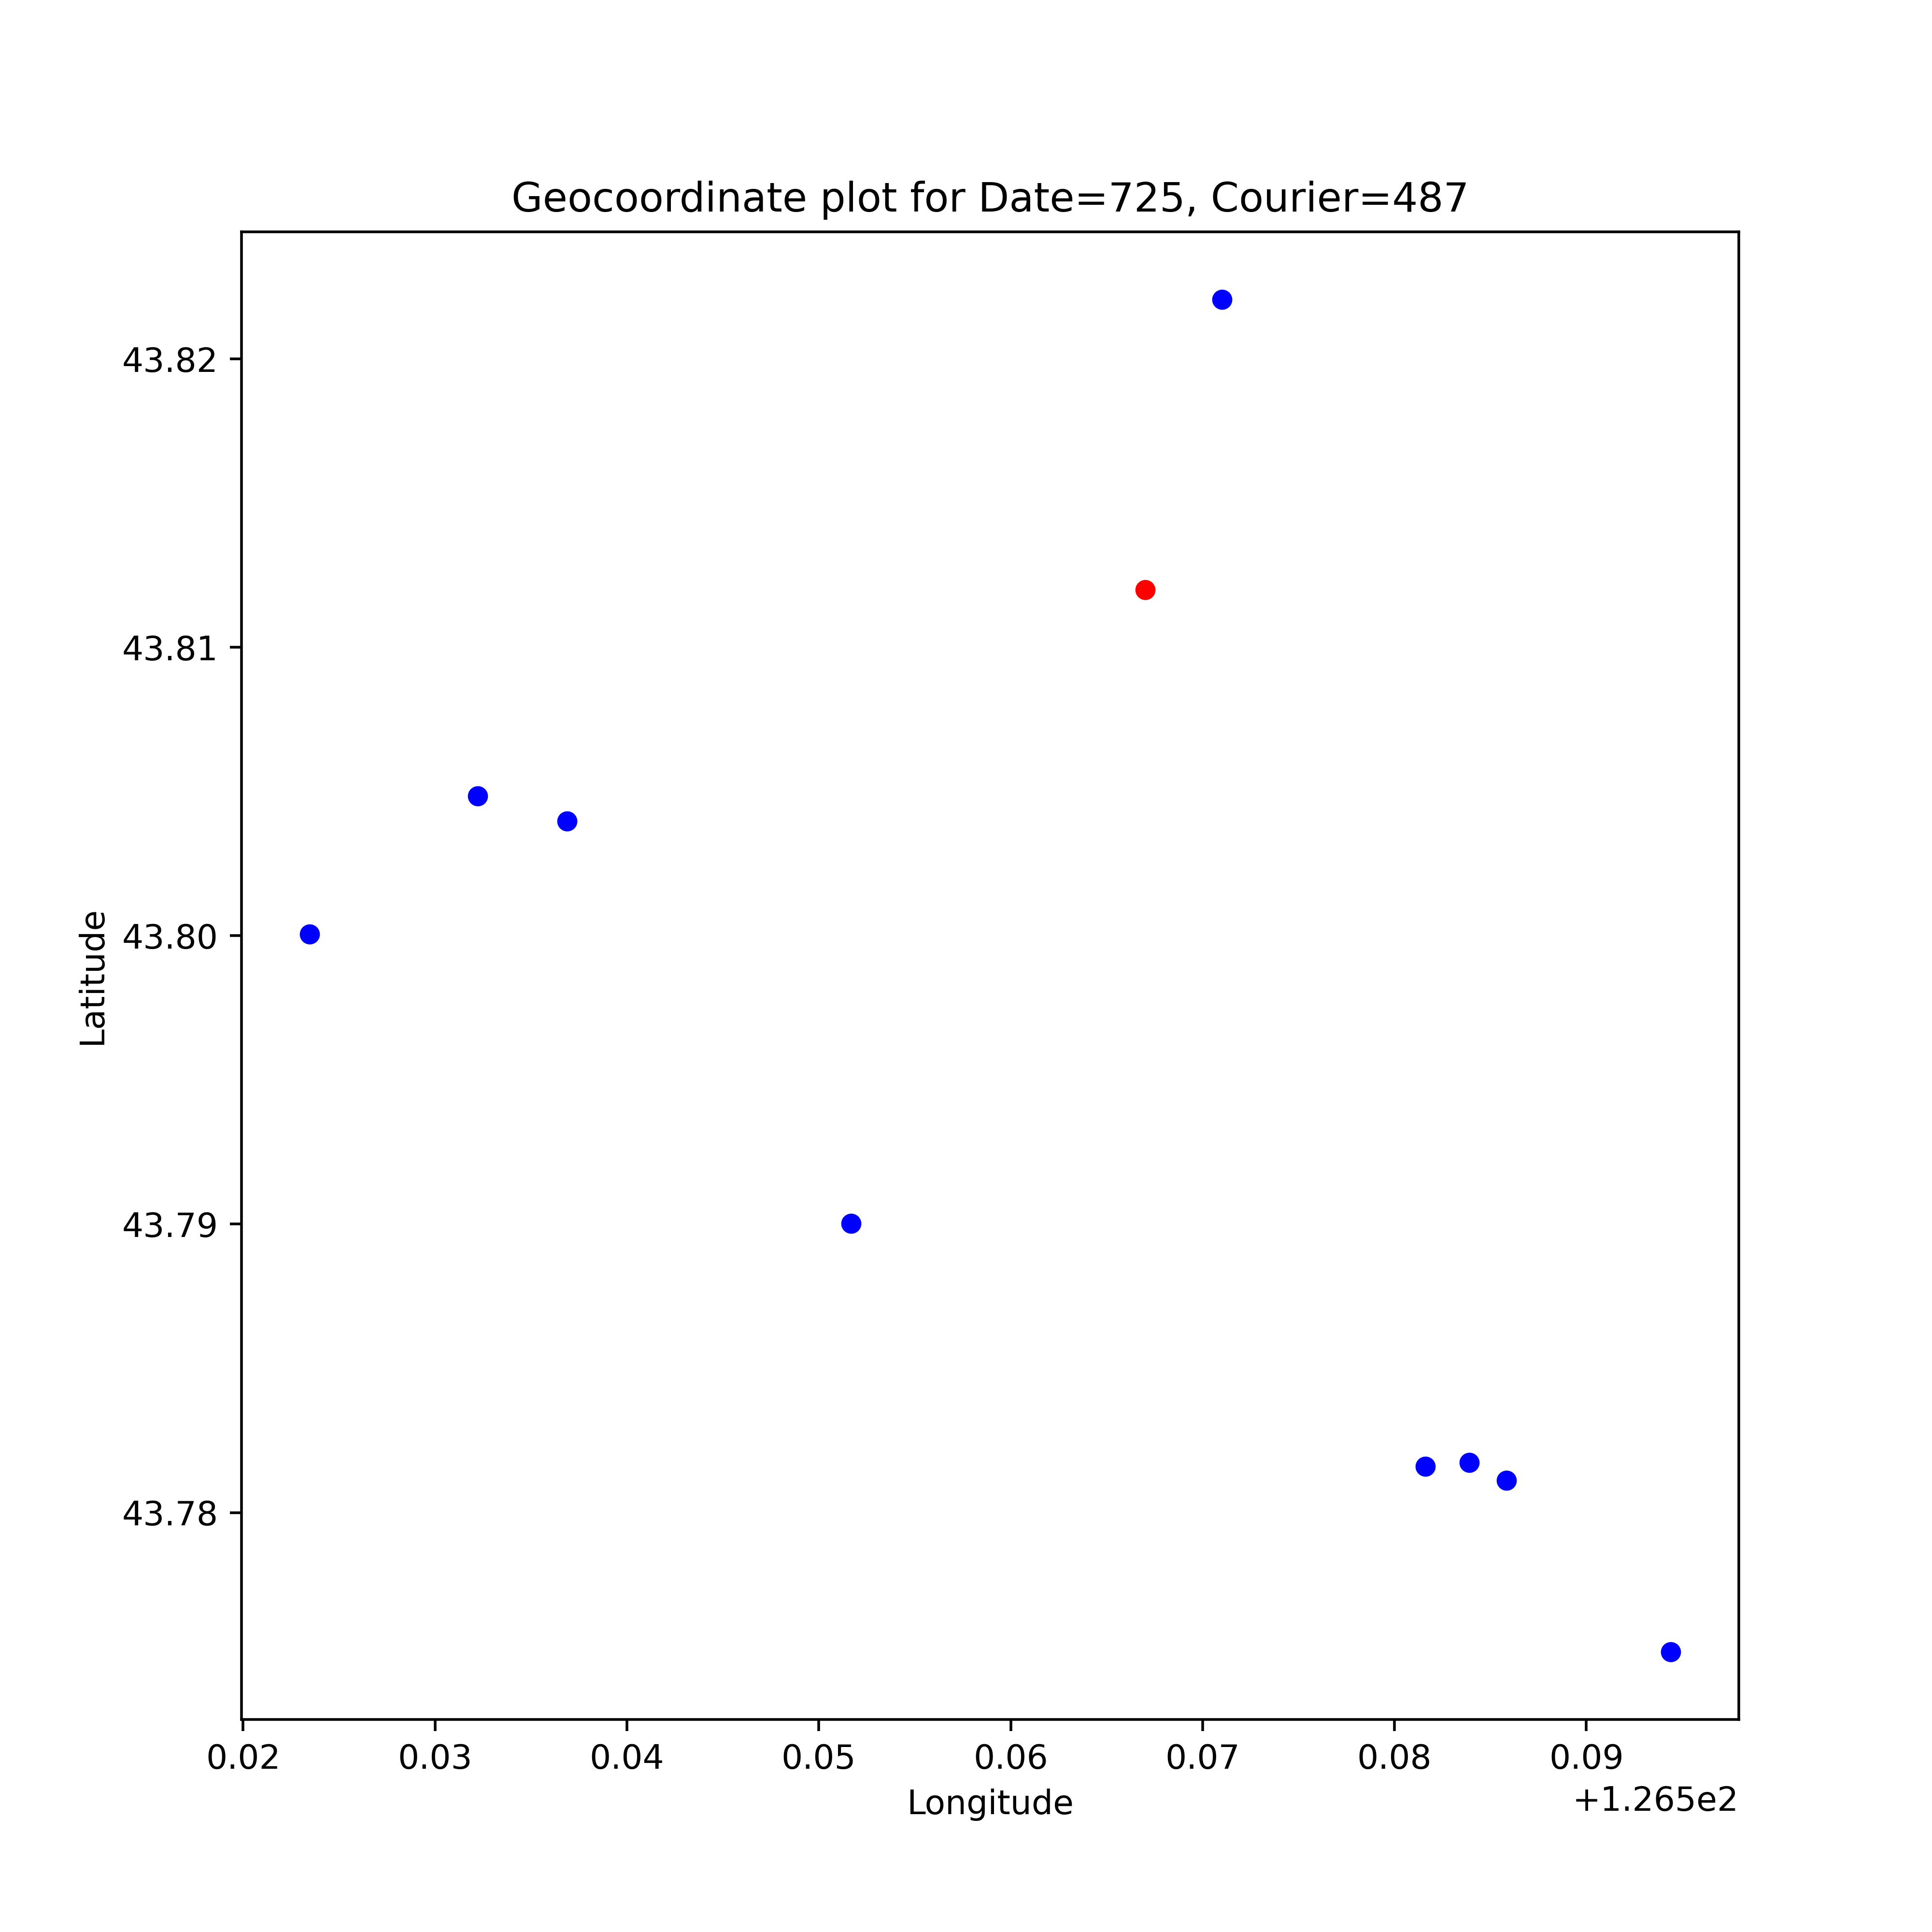 Geocoordinate plot for Date=725, Courier=487
43.82
43.81
43.80
43.79
43.78
Latitude
0.02 0.03 0.04 0.05 0.06 0.07 0.08 0.09
Longitude
+1.265e2